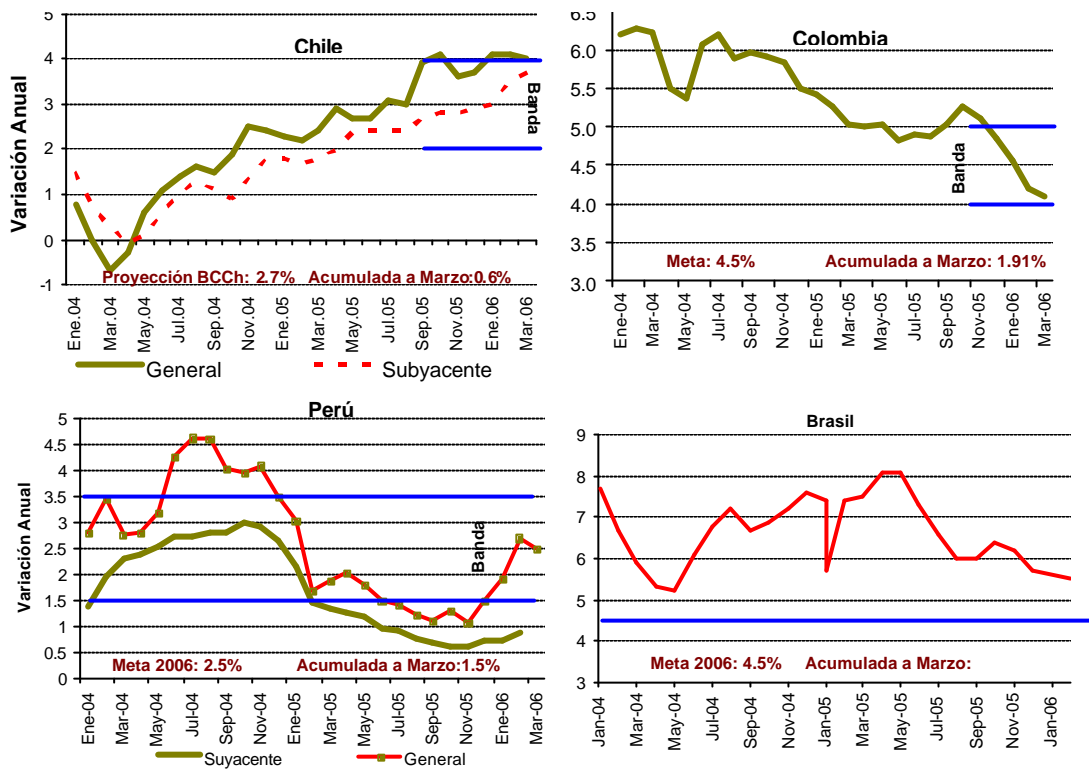 Chile
Variación Anual
4
3
2
1
0
-1
Banda
Proyección BCCh: 2.7% Acumulada a Marzo:0.6%
Ene.04
Mar.04
May.04
Jul.04
Sep.04
Nov.04
Ene.05
Mar.05
May.05
Jul.05
Sep.05
Nov.05
Ene.06
Mar.06
General
Subyacente
Colombia
6.5
6.0
5.5
5.0
4.5
4.0
3.5
3.0
Banda
Meta: 4.5% Acumulada a Marzo: 1.91%
Ene-04
Mar-04
May-04
Jul-04
Sep-04
Nov-04
Ene-05
Mar-05
May-05
Jul-05
Sep-05
Nov-05
Ene-06
Mar-06
Perú
Variación Anual
5
4.5
4
3.5
3
2.5
2
1.5
1
0.5
0
Banda
Meta 2006: 2.5% Acumulada a Marzo:1.5%
Ene-04
Mar-04
May-04
Jul-04
Sep-04
Nov-04
Ene-05
Mar-05
May-05
Jul-05
Sep-05
Nov-05
Ene-06
Mar-06
Suyacente
General
Brasil
9
8
7
6
5
4
3
Meta 2006: 4.5% Acumulada a Marzo:
Jan-04
Mar-04
May-04
Jul-04
Sep-04
Nov-04
Jan-05
Mar-05
May-05
Jul-05
Sep-05
Nov-05
Jan-06